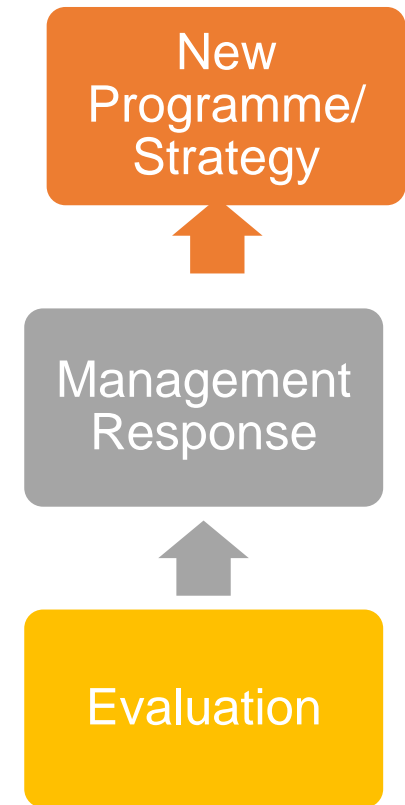 New
Programme/
Strategy
Management
Response
Evaluation